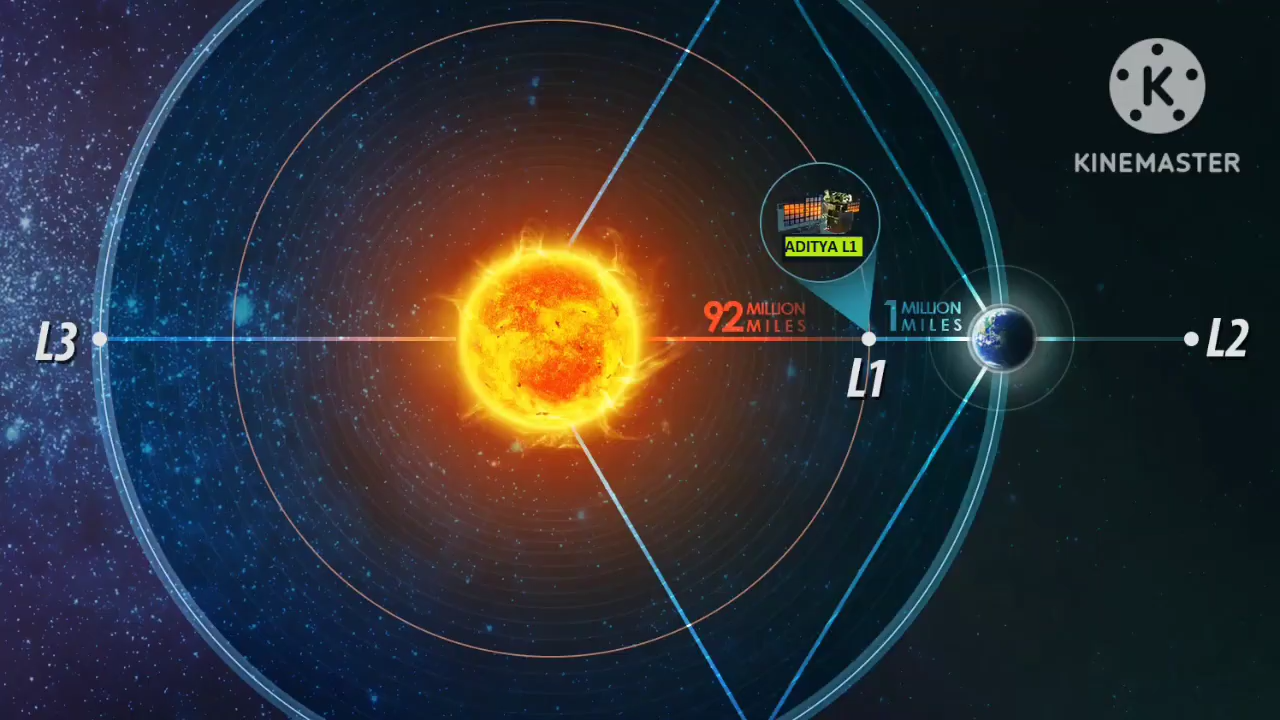 K
KINEMASTER
ADITYA L1
92 MILLION MILES
1 MILLION MILES
L3
L1
L2